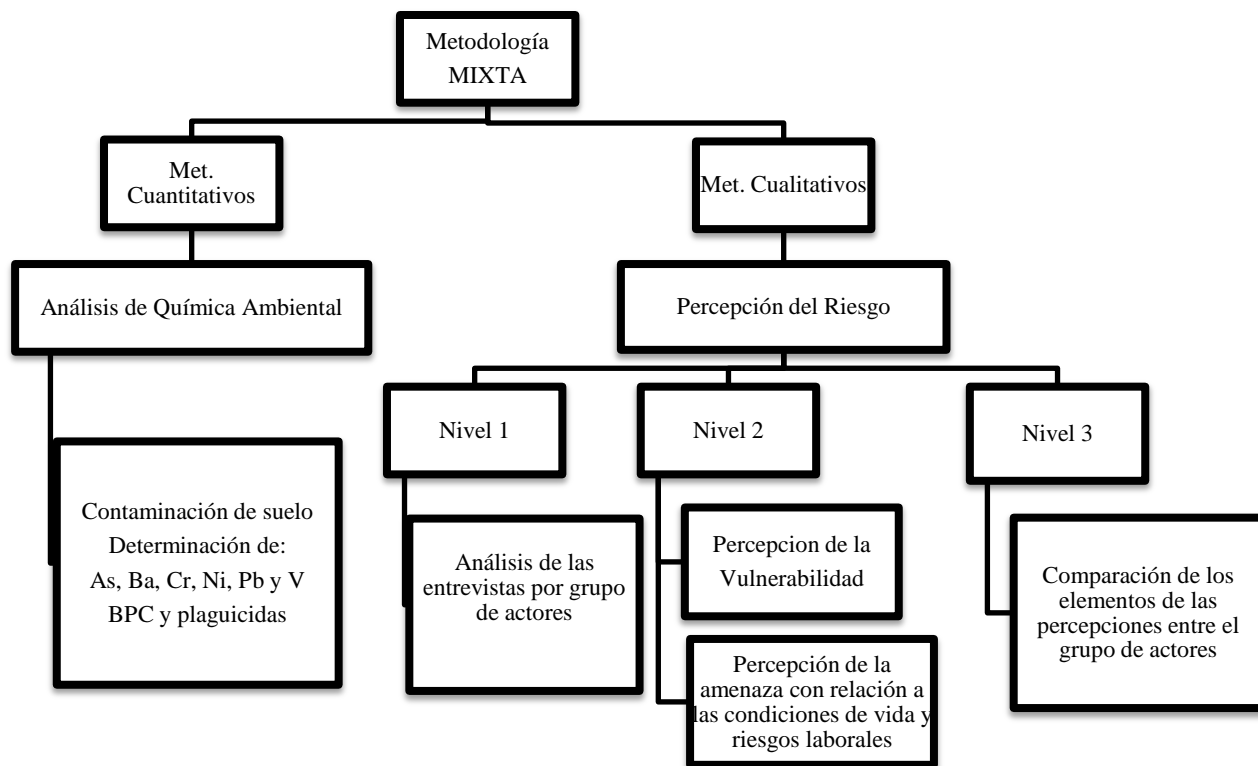 Metodología
MIXTA
Met.
Cuantitativos
Met. Cualitativos
Análisis de Química Ambiental
Percepción del Riesgo
Nivel 1
Nivel 2
Nivel 3
Contaminación de suelo
Determinación de:
As, Ba, Cr, Ni, Pb y V
BPC y plaguicidas
Análisis de las
entrevistas por grupo
de actores
Percepcion de la
Vulnerabilidad
Percepción de la
amenaza con relación a
las condiciones de vida y
riesgos laborales
Comparación de los
elementos de las
percepciones entre el
grupo de actores